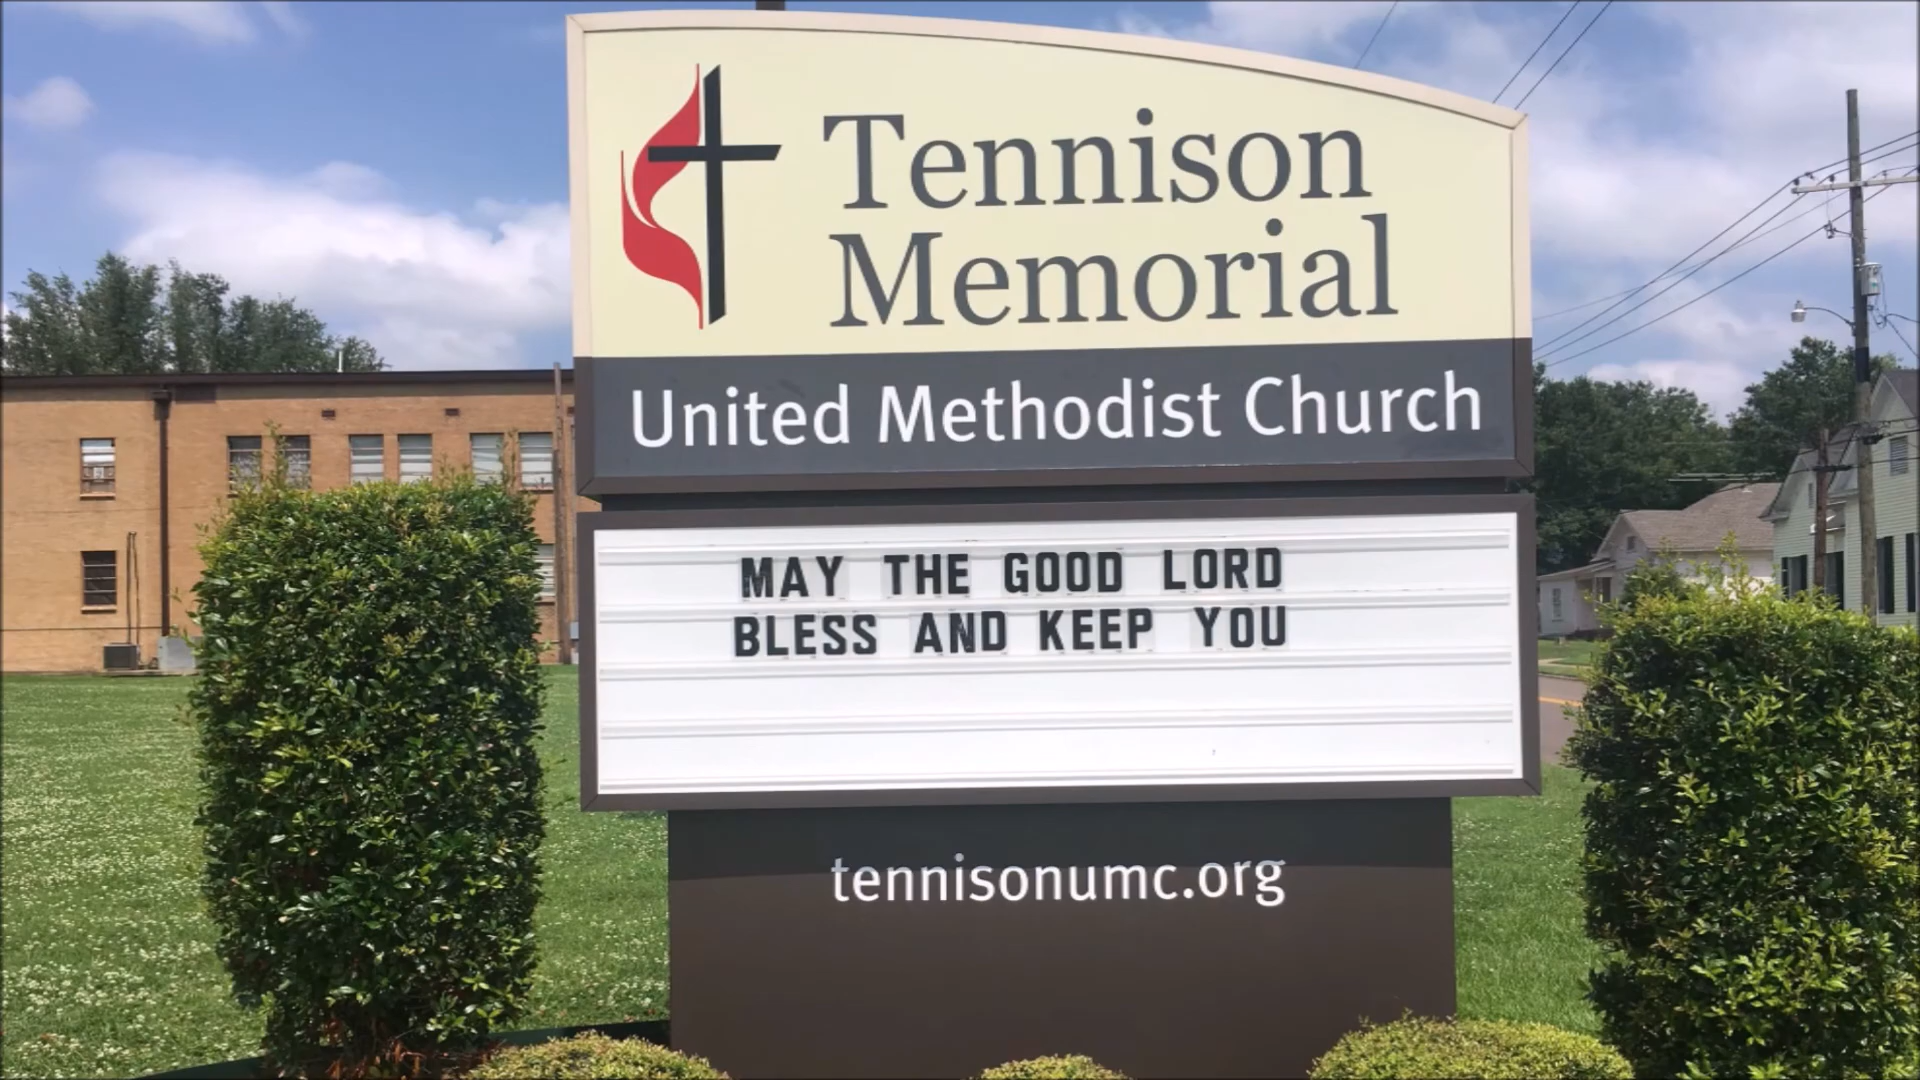 Tennison
Memorial
United Methodist Church
MAY THE GOOD LORD
BLESS AND KEEP YOU
tennisonumc.org